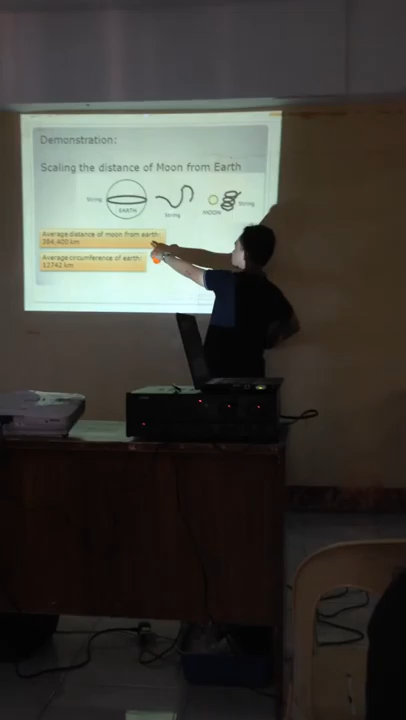 Demonstration:
Scaling the distance of Moon from Earth
String
EARTH
String
MOON
String
Average distance of moon from earth:
384,400 km
Average circumference of earth:
12742 km